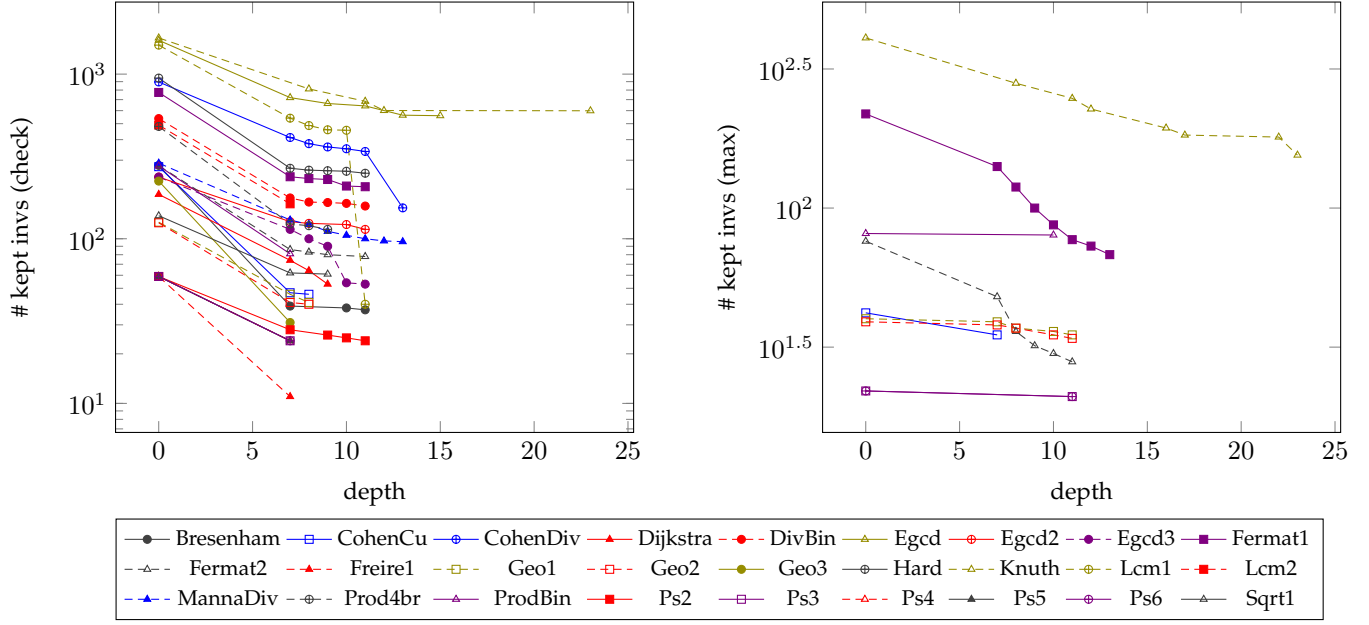 10^3
10^2
10^1
# kept invs (check)
0 5 10 15 20 25
depth
10^2.5
10^2
10^1.5
# kept invs (max)
0 5 10 15 20 25
depth
Bresenham CohenCu CohenDiv Dijkstra DivBin Egcd Egcd2 Egcd3 Fermat1
Fermat2 Freire1 Geo1 Geo2 Geo3 Hard Knuth Lcm1 Lcm2
MannaDiv Prod4br ProdBin Ps2 Ps3 Ps4 Ps5 Ps6 Sqrt1